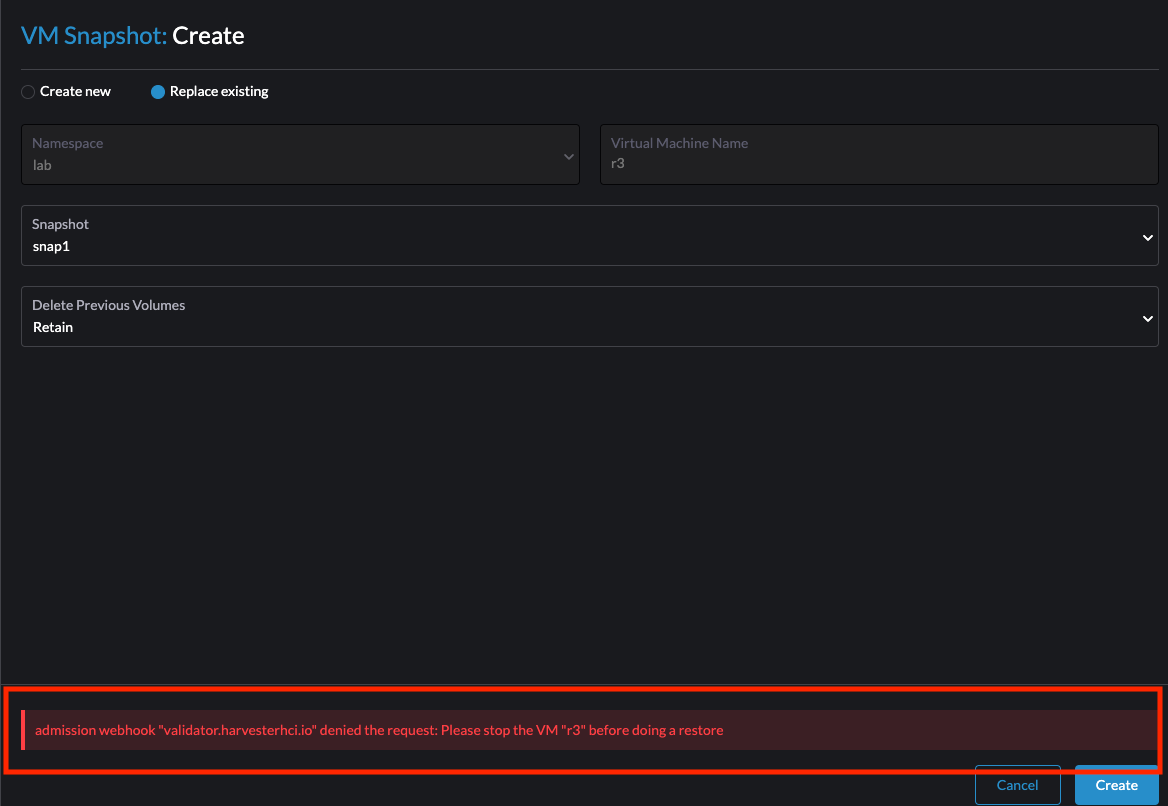 VM Snapshot: Create
Create new
Replace existing
Namespace
lab
Virtual Machine Name
r3
Snapshot
snap1
Delete Previous Volumes
Retain
admission webhook "validator.harvesterhci.io" denied the request: Please stop the VM "r3" before doing a restore
Cancel
Create